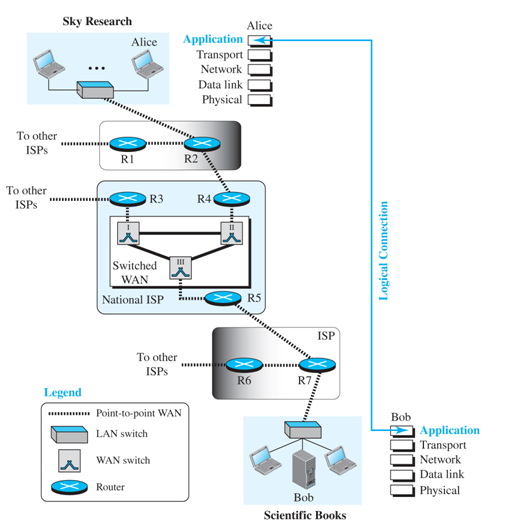 Sky Research
Alice
Alice
Application
Transport
Network
Data link
Physical
To other
ISPs
R1
R2
To other
ISPs
R3
R4
I
II
III
Switched
WAN
National ISP
R5
Logical Connection
ISP
To other
ISPs
R6
R7
Legend
Point-to-point WAN
LAN switch
WAN switch
Router
Bob
Scientific Books
Bob
Application
Transport
Network
Data link
Physical